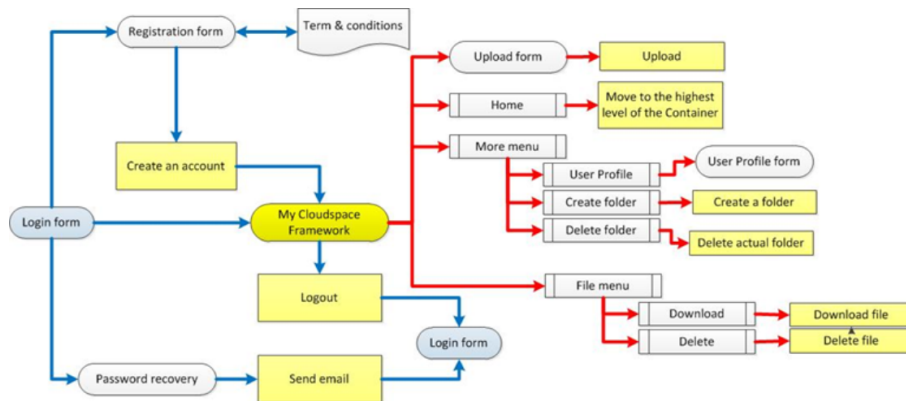 Registration form
Term & conditions
Upload form
Upload
Home
Move to the highest
level of the Container
More menu
Create an account
User Profile
User Profile form
Create folder
Create a folder
Login form
My Cloudspace
Framework
Delete folder
Delete actual folder
File menu
Logout
Download
Download file
Login form
Delete
Delete file
Password recovery
Send email